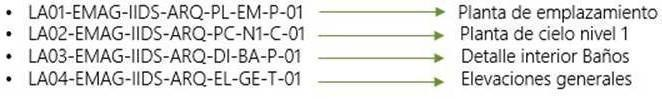 • LA01-EMAG-IIDS-ARQ-PL-EM-P-01 Planta de emplazamiento
• LA02-EMAG-IIDS-ARQ-PC-N1-C-01 Planta de cielo nivel 1
• LA03-EMAG-IIDS-ARQ-DI-BA-P-01 Detalle interior Baños
• LA04-EMAG-IIDS-ARQ-EL-GE-T-01 Elevaciones generales